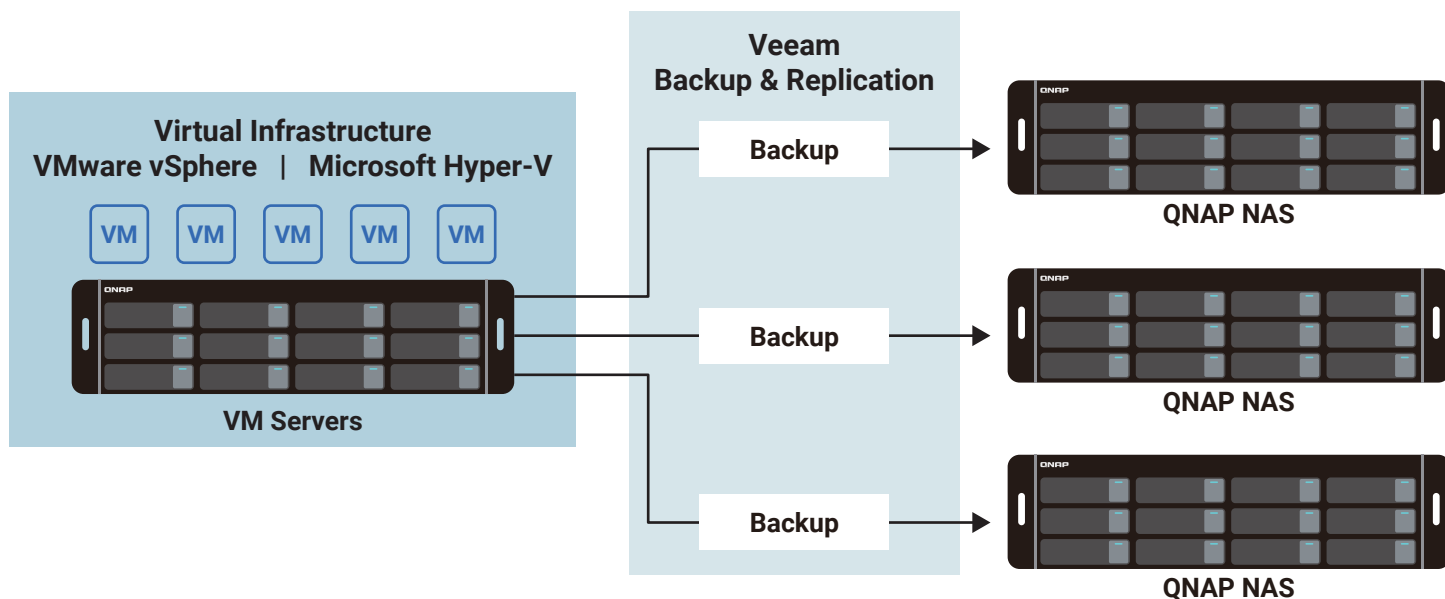 Virtual Infrastructure
VMware vSphere | Microsoft Hyper-V
VM VM VM VM VM
QNAP
VM Servers
Veeam
Backup & Replication
Backup
Backup
Backup
QNAP
QNAP NAS
QNAP
QNAP NAS
QNAP
QNAP NAS